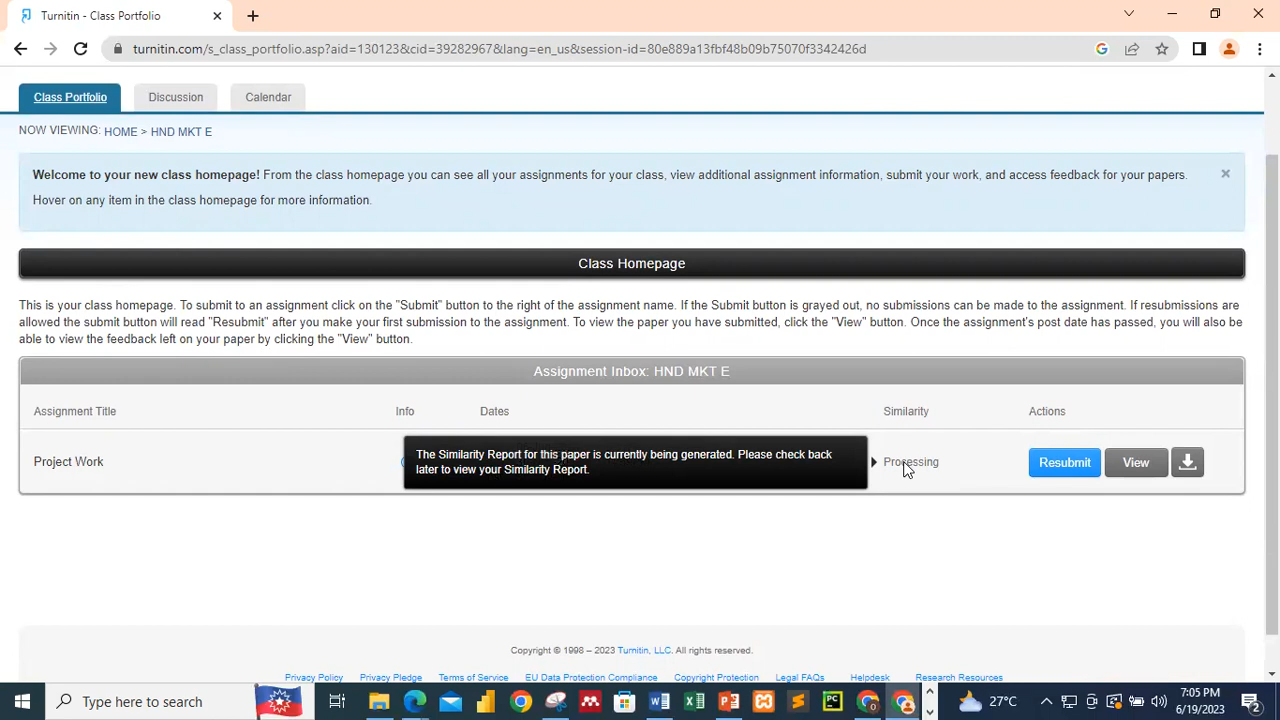 Turnitin - Class Portfolio
turnitin.com/s_class_portfolio.asp?aid=130123&cid=39282967&lang=en_us&session-id=80e889a13fbf48b09b75070f3342426d
Class Portfolio Discussion Calendar
NOW VIEWING: HOME > HND MKT E
Welcome to your new class homepage! From the class homepage you can see all your assignments for your class, view additional assignment information, submit your work, and access feedback for your papers.
Hover on any item in the class homepage for more information.
Class Homepage
This is your class homepage. To submit to an assignment click on the "Submit" button to the right of the assignment name. If the Submit button is grayed out, no submissions can be made to the assignment. If resubmissions are
allowed the submit button will read "Resubmit" after you make your first submission to the assignment. To view the paper you have submitted, click the "View" button. Once the assignment's post date has passed, you will also be
able to view the feedback left on your paper by clicking the "View" button.
Assignment Inbox: HND MKT E
Assignment Title Info Dates Similarity Actions
Project Work
The Similarity Report for this paper is currently being generated. Please check back
later to view your Similarity Report.
Processing Resubmit View
Copyright © 1998 – 2023 Turnitin, LLC. All rights reserved.
Privacy Policy Privacy Pledge Terms of Service EU Data Protection Compliance Copyright Protection Legal FAQs Helpdesk Research Resources
Type here to search
27°C
7:05 PM
6/19/2023
2